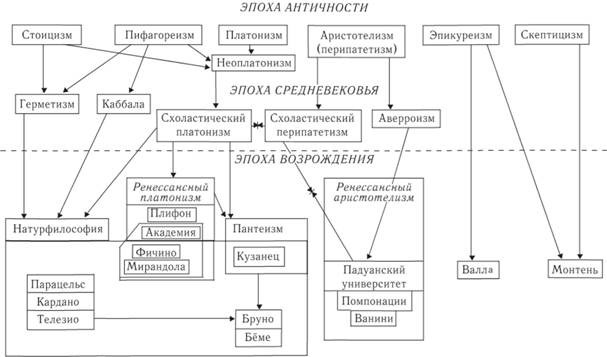 ЭПОХА АНТИЧНОСТИ
Стоицизм
Пифагореизм
Платонизм
Аристотелизм
(перипатетизм)
Эпикуреизм
Скептицизм
Неоплатонизм
ЭПОХА СРЕДНЕВЕКОВЬЯ
Герметизм
Каббала
Схоластический
платонизм
Схоластический
перипатетизм
Аверроизм
ЭПОХА ВОЗРОЖДЕНИЯ
Ренессансный
платонизм
Плифон
Академия
Фичино
Мирандола
Ренессансный
аристотелизм
Натурфилософия
Пантеизм
Кузанец
Падуанский
университет
Помпонации
Ванини
Валла
Монтень
Парацельс
Кардано
Телезио
Бруно
Бёме